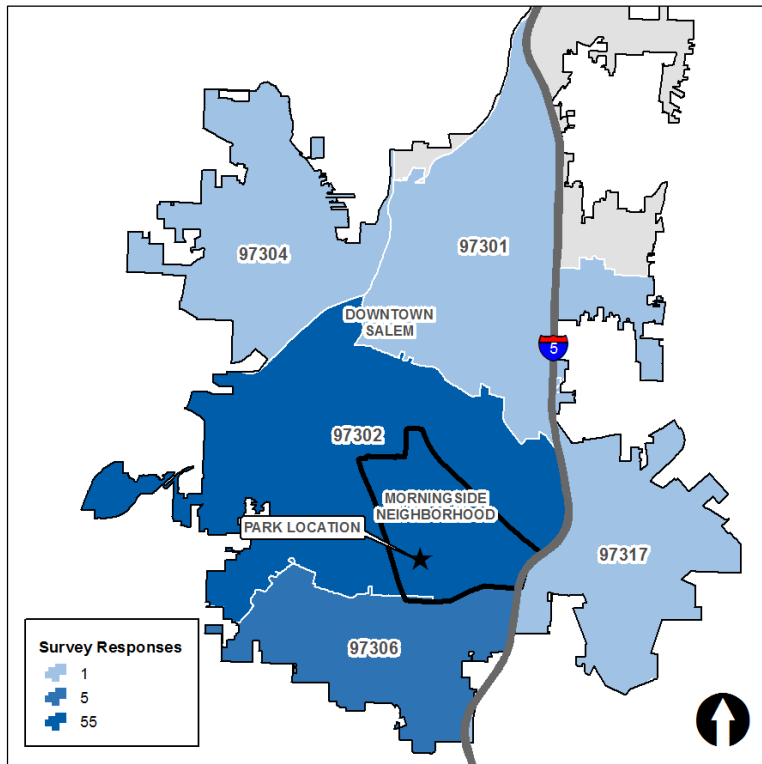 97304
97301
DOWNTOWN
SALEM
5
97302
MORNINGSIDE
NEIGHBORHOOD
PARK LOCATION
97317
97306
Survey Responses
1
5
55